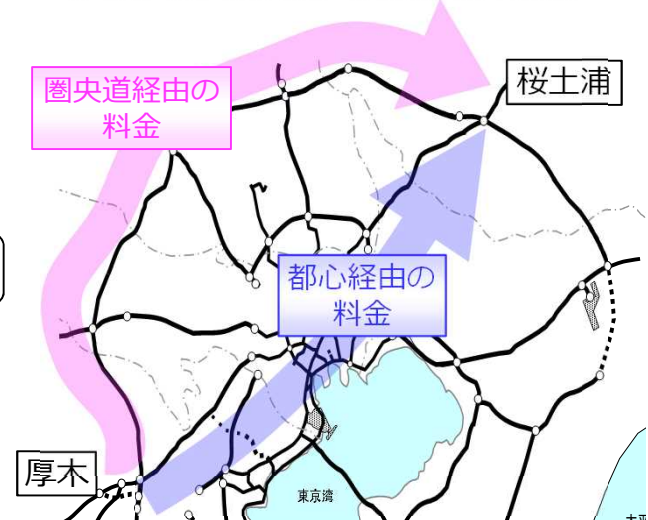 桜土浦
圏央道経由の
料金
都心経由の
料金
厚木
東京湾